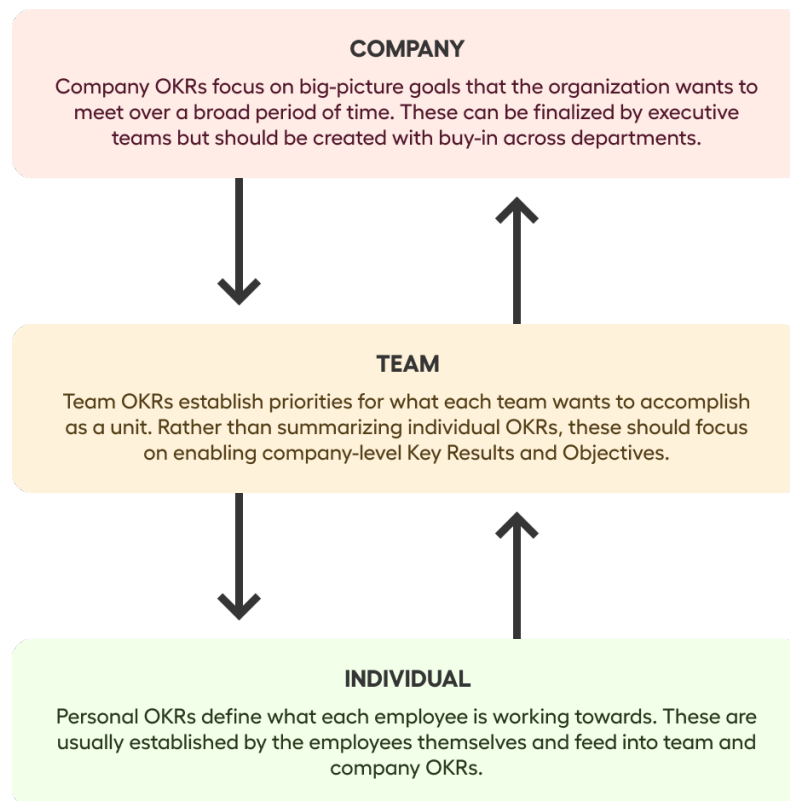 COMPANY
Company OKRs focus on big-picture goals that the organization wants to
meet over a broad period of time. These can be finalized by executive
teams but should be created with buy-in across departments.
TEAM
Team OKRs establish priorities for what each team wants to accomplish
as a unit. Rather than summarizing individual OKRs, these should focus
on enabling company-level Key Results and Objectives.
INDIVIDUAL
Personal OKRs define what each employee is working towards. These are
usually established by the employees themselves and feed into team and
company OKRs.